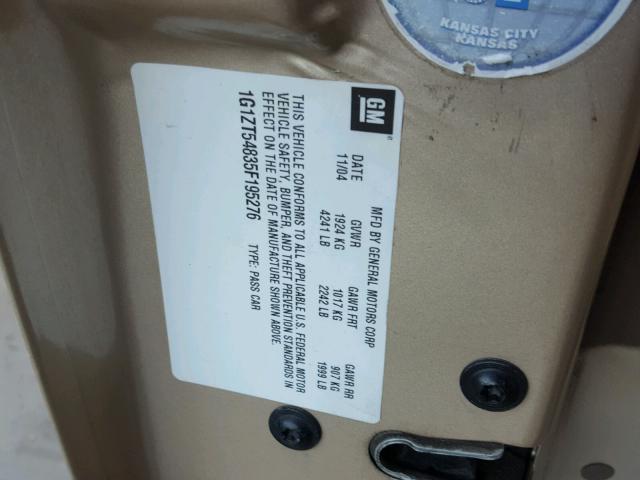 KANSAS CITY
KANSAS
GM
MFD BY GENERAL MOTORS CORP
DATE GVWR GAWR FRT GAWR RR
11/04 1924 KG 1017 KG 907 KG
4241 LB 2242 LB 1999 LB
THIS VEHICLE CONFORMS TO ALL APPLICABLE U.S. FEDERAL MOTOR
VEHICLE SAFETY, BUMPER, AND THEFT PREVENTION STANDARDS IN
EFFECT ON THE DATE OF MANUFACTURE SHOWN ABOVE.
1G1ZT54835F195276 TYPE: PASS CAR